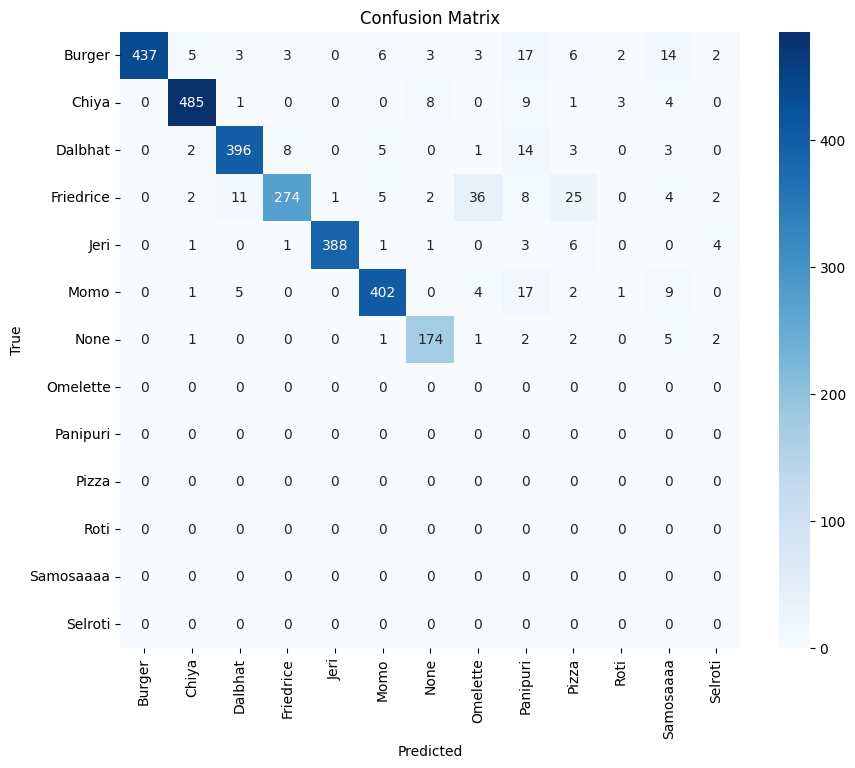 Confusion Matrix
True
Burger 437 5 3 3 0 6 3 3 17 6 2 14 2
Chiya 0 485 1 0 0 8 0 9 1 3 4 0
Dalbhat 0 2 396 8 0 5 0 1 14 3 0 3 0
Friedrice 0 2 11 274 1 5 2 36 8 25 0 4 2
Jeri 0 1 0 1 388 1 1 0 3 6 0 0 4
Momo 0 1 5 0 0 402 0 4 17 2 1 9 0
None 0 1 0 0 0 1 174 1 2 2 0 5 2
Omelette 0 0 0 0 0 0 0 0 0 0 0 0 0
Panipuri 0 0 0 0 0 0 0 0 0 0 0 0 0
Pizza 0 0 0 0 0 0 0 0 0 0 0 0 0
Roti 0 0 0 0 0 0 0 0 0 0 0 0 0
Samosaaaa 0 0 0 0 0 0 0 0 0 0 0 0 0
Selroti 0 0 0 0 0 0 0 0 0 0 0 0 0
Burger Chiya Dalbhat Friedrice Jeri Momo None Omelette Panipuri Pizza Roti Samosaaaa Selroti
Predicted
400
300
200
100
0